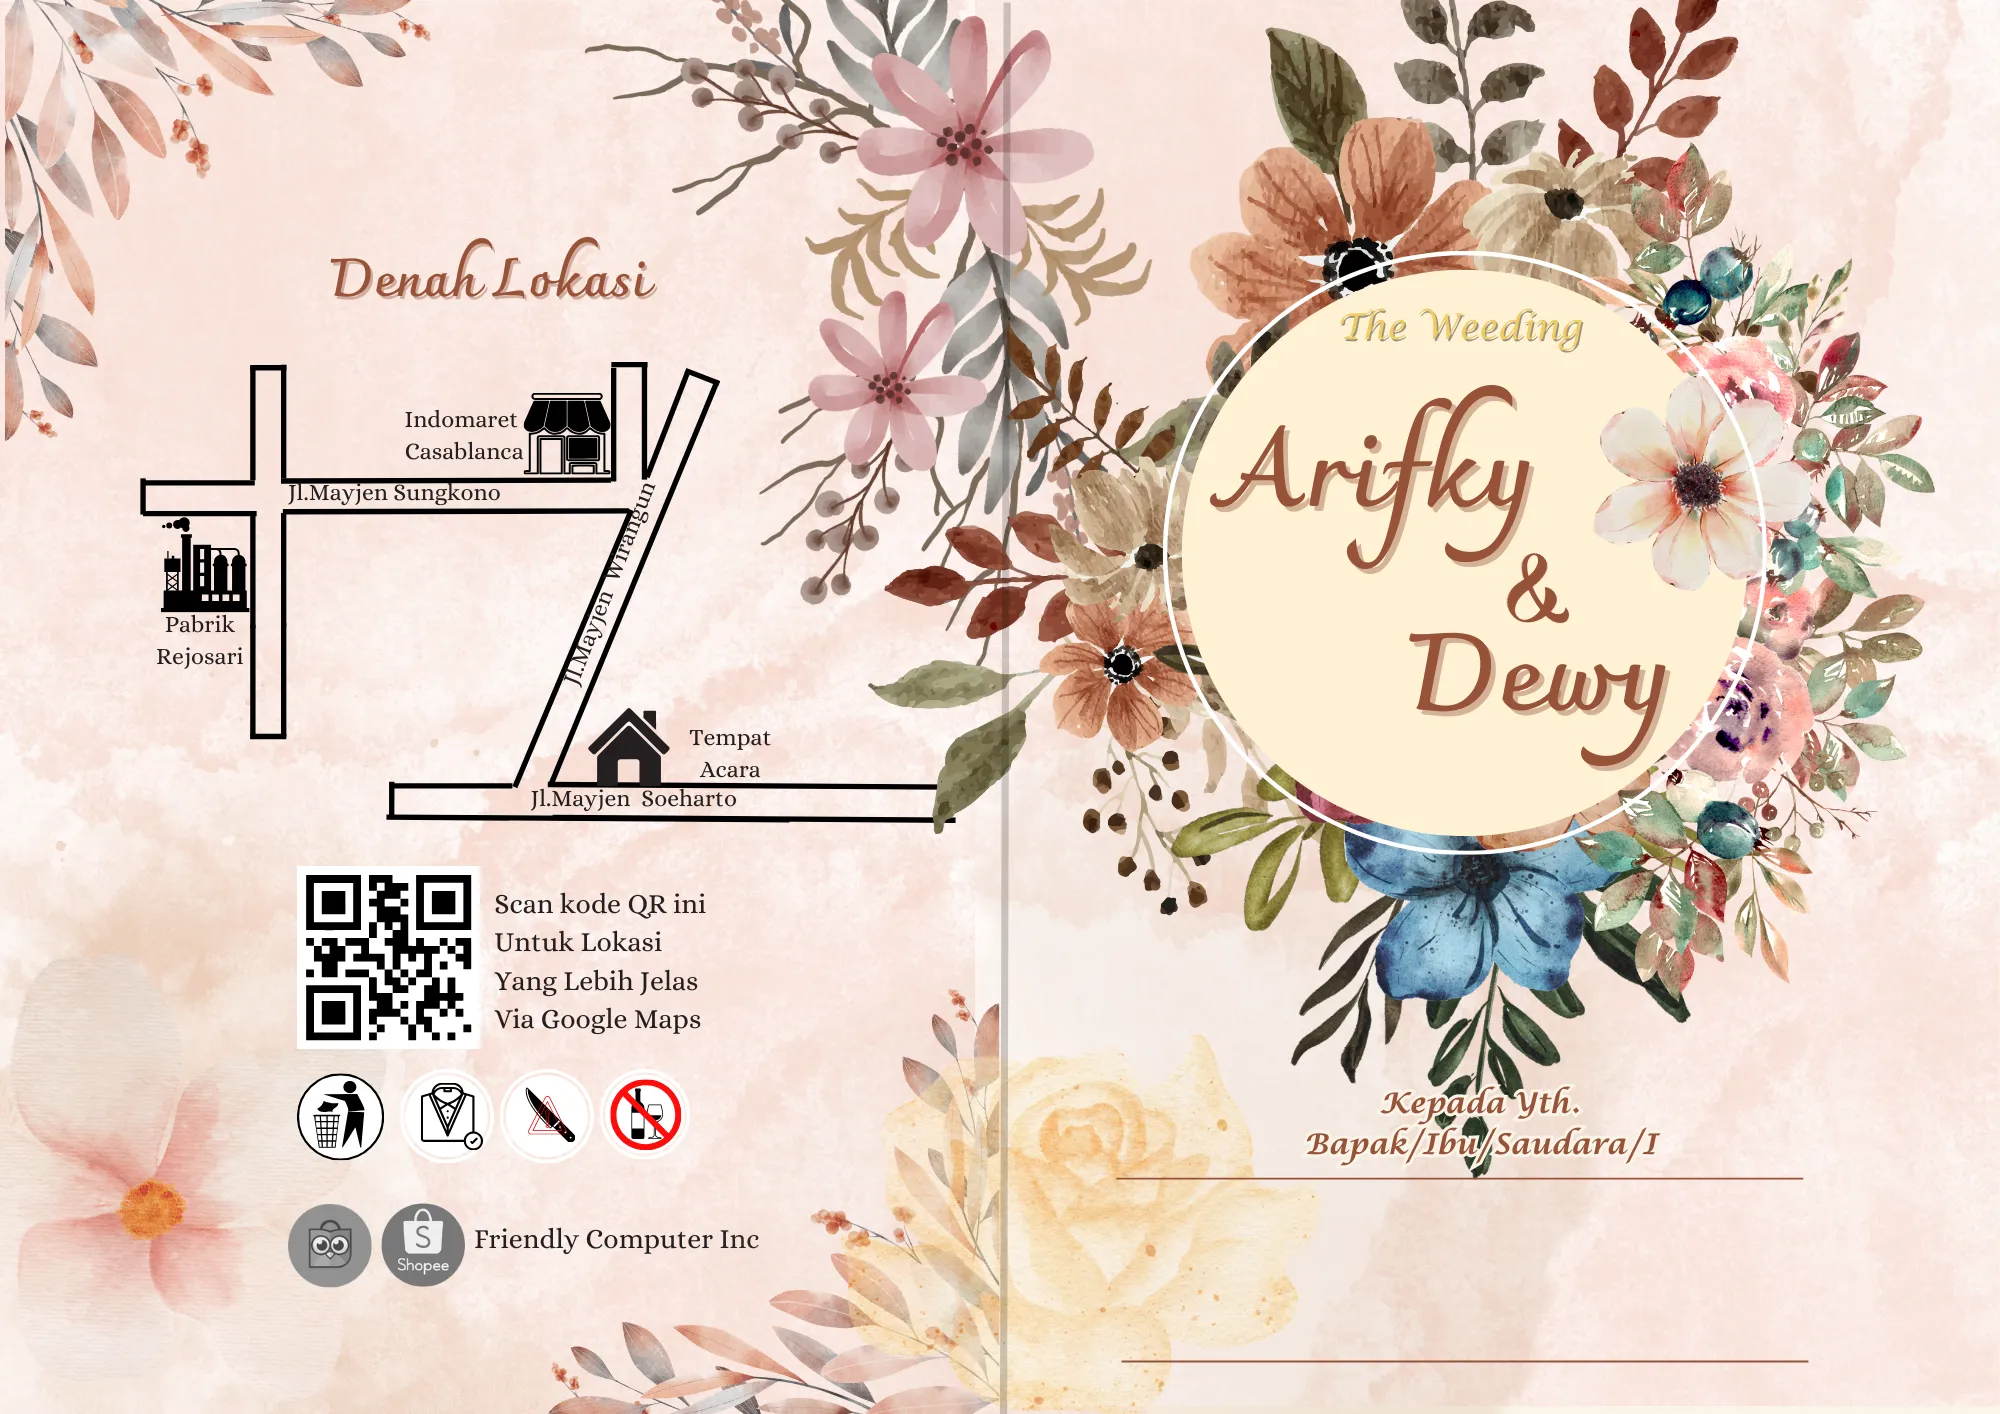 Denah Lokasi
Indomaret
Casablanca
Jl.Mayjen Sungkono
Jl.Mayjen Wirangun
Pabrik
Rejosari
Tempat
Acara
Jl.Mayjen Soeharto
Scan kode QR ini
Untuk Lokasi
Yang Lebih Jelas
Via Google Maps
S
Shopee
Friendly Computer Inc
The Weeding
Arifky
&
Dewy
Kepada Yth.
Bapak/Ibu/Saudara/I